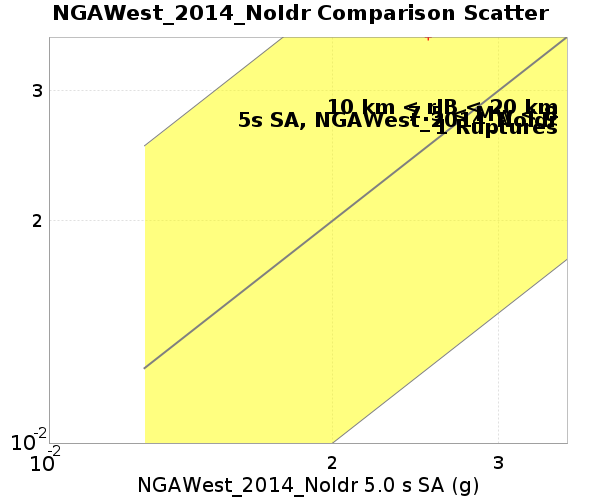 NGAWest_2014_NoIdr Comparison Scatter
3
10 km < rJB < 20 km
5s SA, NGAWest_2014_NoIdr
1 Ruptures
2
10-2
10-2
2
3
NGAWest_2014_NoIdr 5.0 s SA (g)